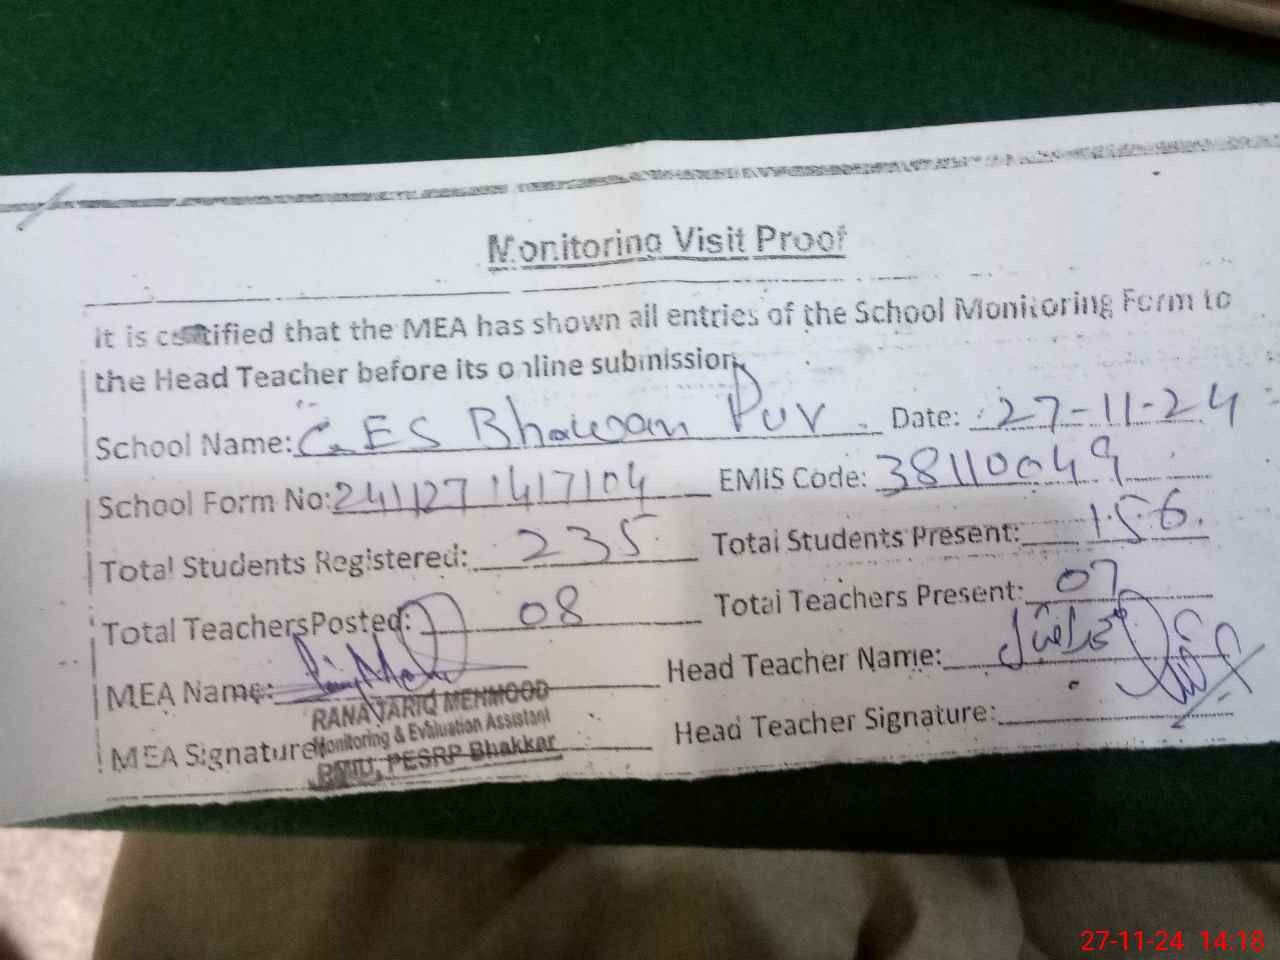 Monitoring Visit Proof
It is certified that the MEA has shown all entries of the School Monitoring Form to
the Head Teacher before its online submission.
School Name: GES Bhawan Pur. Date: 27-11-24
School Form No: 2411271417104 EMIS Code: 38110049
Total Students Registered: 235 Total Students Present: 156.
Total Teachers Posted: 08 Total Teachers Present: 07
MEA Name: Head Teacher Name:
RANA TARIQ MEHMOOD
Monitoring & Evaluation Assistant
MEA Signature Head Teacher Signature:
PMIU, PESRP Bhakkar
27-11-24 14:18